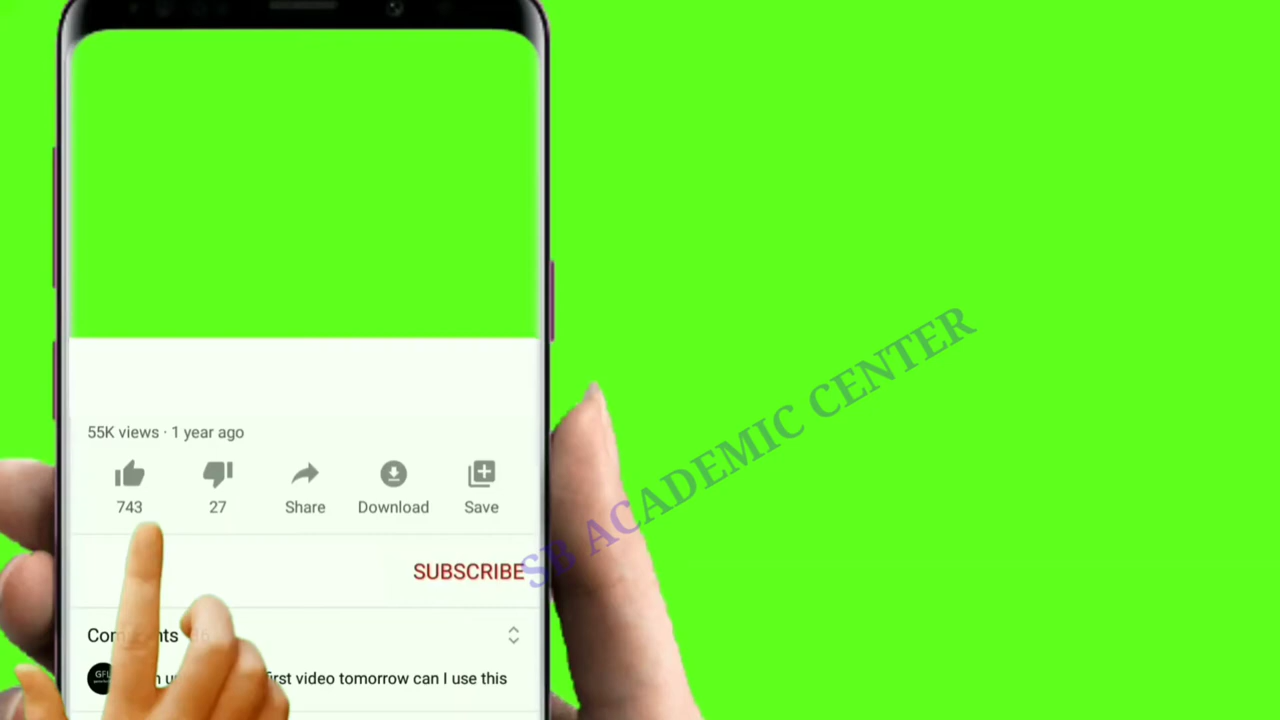 55K views · 1 year ago
743 27 Share Download Save
SUBSCRIBE
SB ACADEMIC CENTER
first video tomorrow can I use this